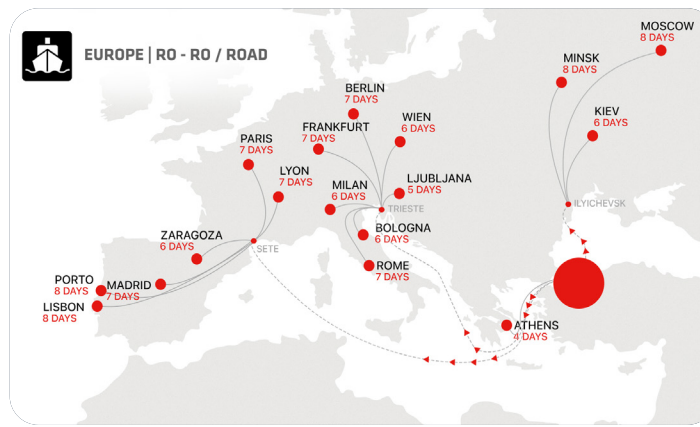 EUROPE | RO - RO / ROAD
MOSCOW
8 DAYS
MINSK
8 DAYS
BERLIN
7 DAYS
KIEV
6 DAYS
WIEN
6 DAYS
FRANKFURT
7 DAYS
PARIS
7 DAYS
LYON
7 DAYS
MILAN
6 DAYS
LJUBLJANA
5 DAYS
TRIESTE
ILYICHEVSK
BOLOGNA
6 DAYS
ZARAGOZA
6 DAYS
SETE
ROME
7 DAYS
PORTO
8 DAYS
MADRID
7 DAYS
LISBON
8 DAYS
ATHENS
4 DAYS